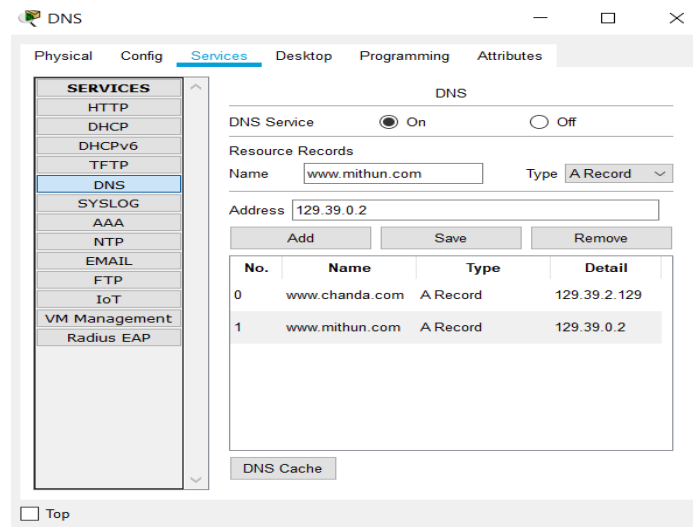 DNS
Physical Config Services Desktop Programming Attributes
SERVICES
HTTP
DHCP
DHCPv6
TFTP
DNS
SYSLOG
AAA
NTP
EMAIL
FTP
IoT
VM Management
Radius EAP
DNS
DNS Service On Off
Resource Records
Name www.mithun.com Type A Record
Address 129.39.0.2
Add Save Remove
No. Name Type Detail
0 www.chanda.com A Record 129.39.2.129
1 www.mithun.com A Record 129.39.0.2
DNS Cache
Top